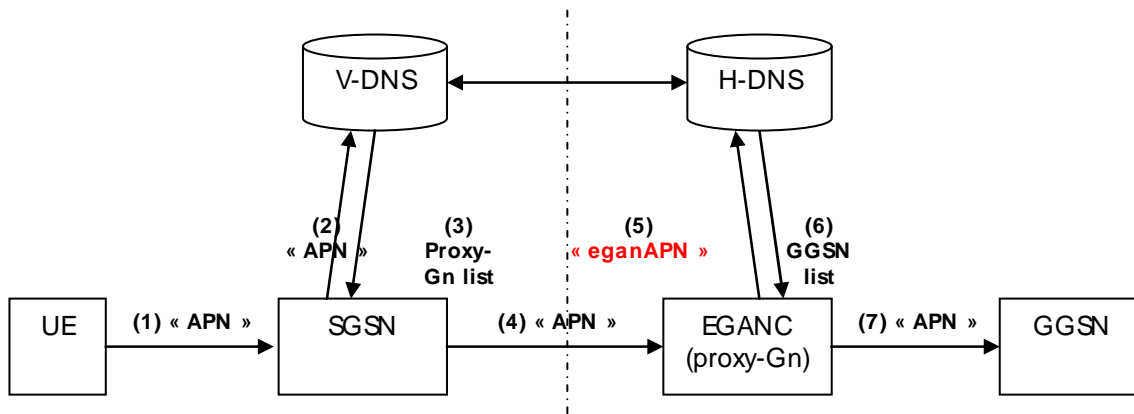 V-DNS
H-DNS
(2)
« APN »
(3)
Proxy-
Gn list
(5)
« eganAPN »
(6)
GGSN
list
UE
(1) « APN »
SGSN
(4) « APN »
EGANC
(proxy-Gn)
(7) « APN »
GGSN